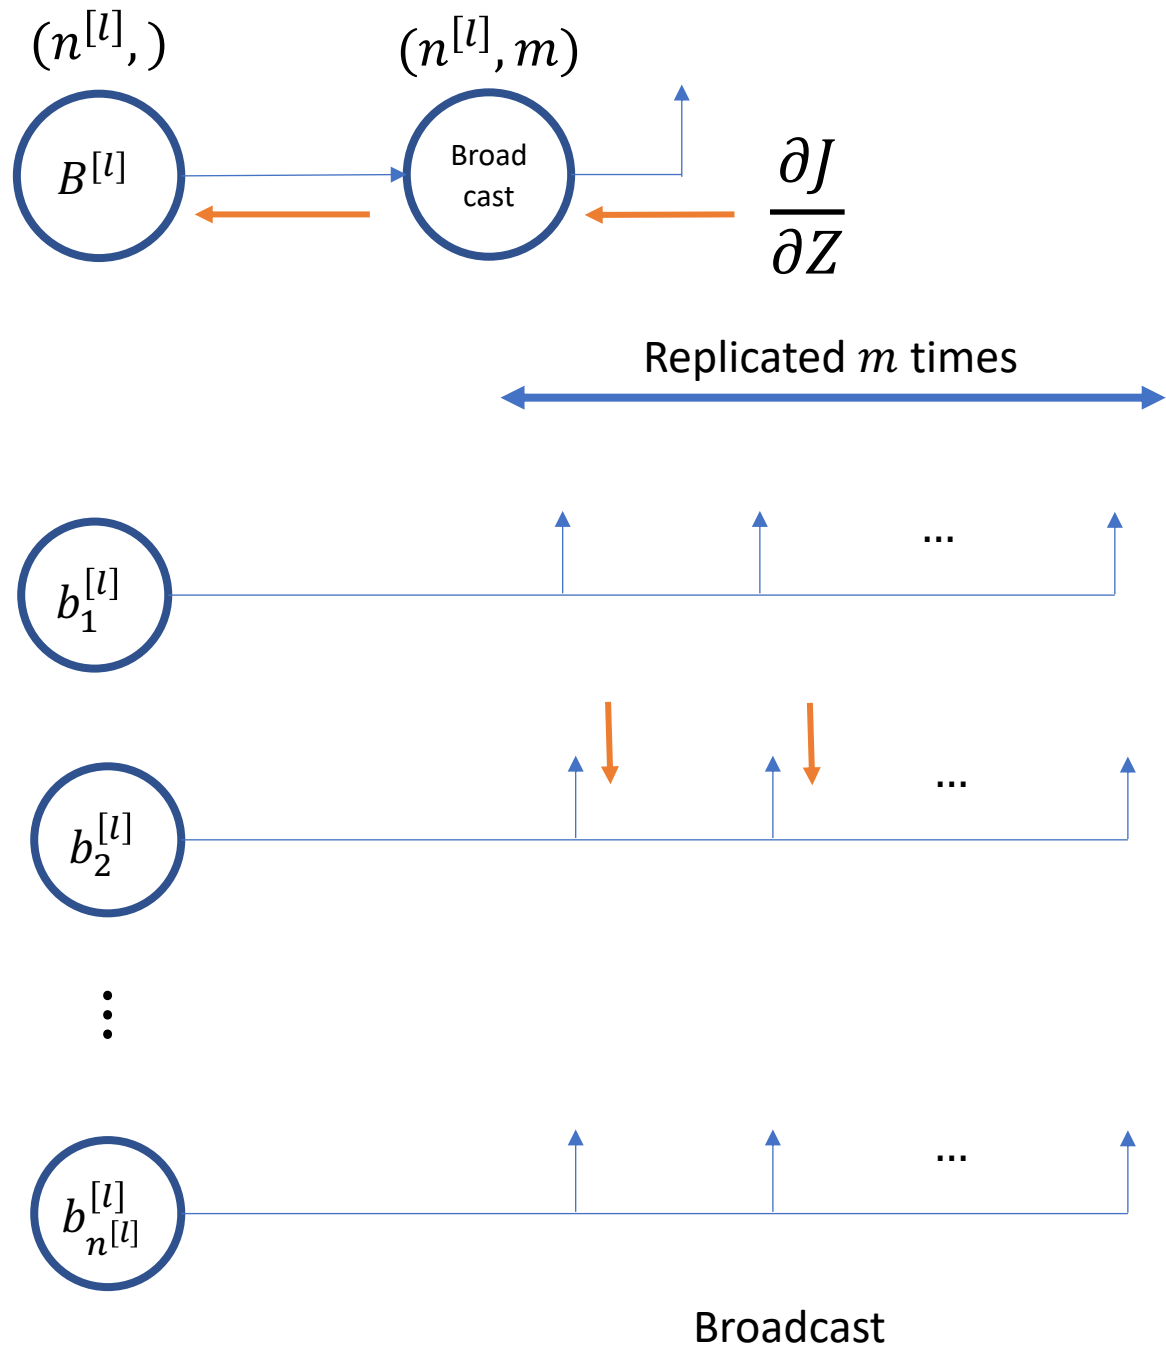 (n^[l], )
(n^[l], m)
B^[l]
Broad
cast
∂J
∂Z
Replicated m times
...
b_1^[l]
...
b_2^[l]
⋮
...
b_{n^[l]}^[l]
Broadcast